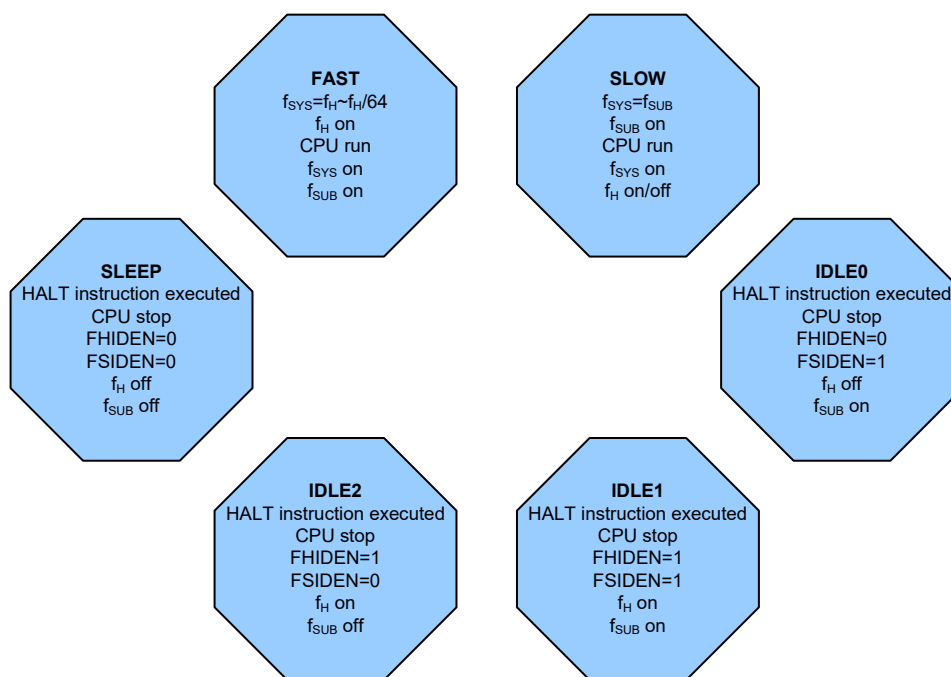 FAST
fSYS=fH~fH/64
fH on
CPU run
fSYS on
fSUB on
SLOW
fSYS=fSUB
fSUB on
CPU run
fSYS on
fH on/off
SLEEP
HALT instruction executed
CPU stop
FHIDEN=0
FSIDEN=0
fH off
fSUB off
IDLE0
HALT instruction executed
CPU stop
FHIDEN=0
FSIDEN=1
fH off
fSUB on
IDLE2
HALT instruction executed
CPU stop
FHIDEN=1
FSIDEN=0
fH on
fSUB off
IDLE1
HALT instruction executed
CPU stop
FHIDEN=1
FSIDEN=1
fH on
fSUB on